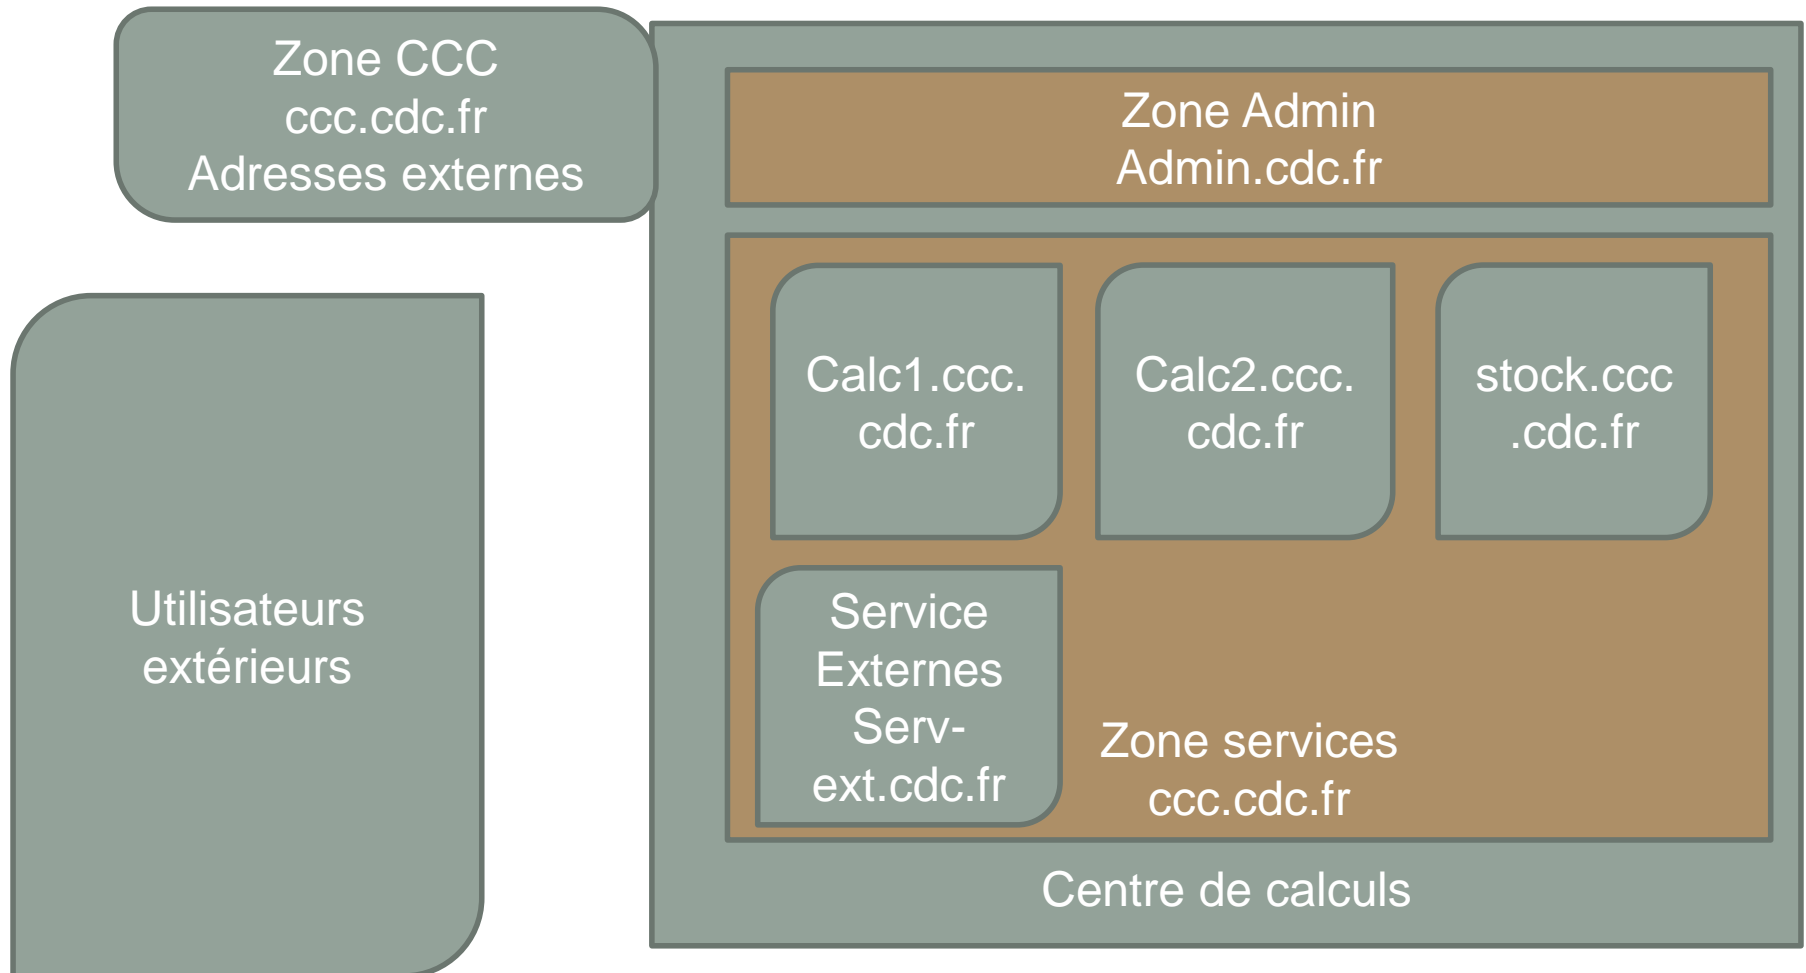 Zone CCC
ccc.cdc.fr
Adresses externes
Zone Admin
Admin.cdc.fr
Calc1.ccc.
cdc.fr
Calc2.ccc.
cdc.fr
stock.ccc
.cdc.fr
Utilisateurs
extérieurs
Service
Externes
Serv-
ext.cdc.fr
Zone services
ccc.cdc.fr
Centre de calculs